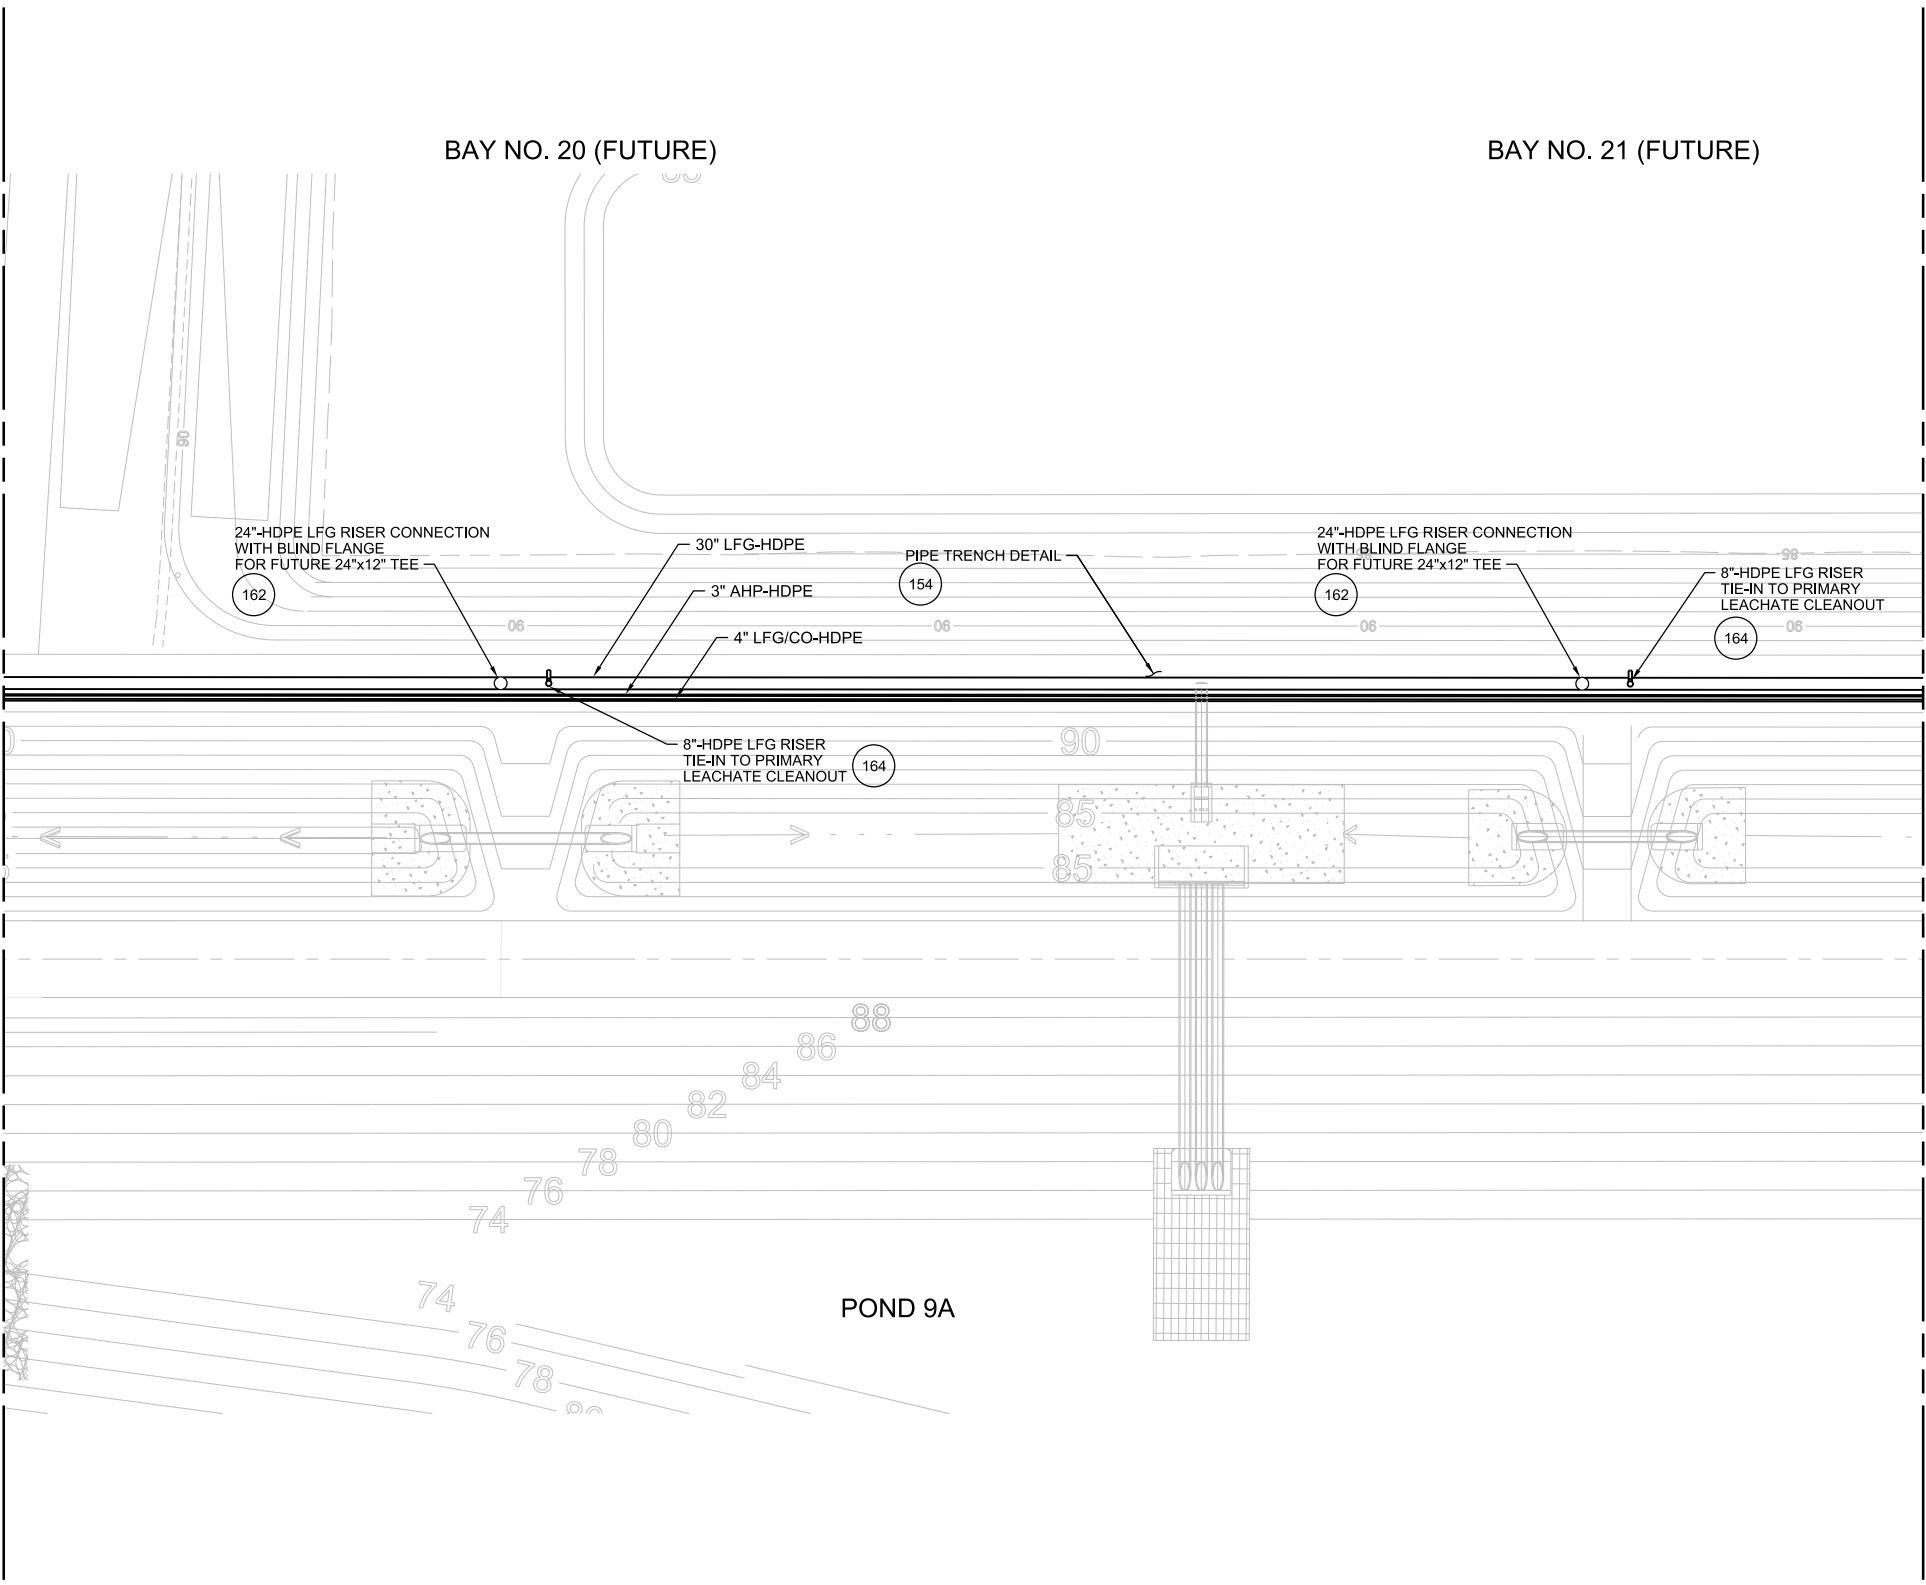 BAY NO. 20 (FUTURE)
BAY NO. 21 (FUTURE)
90
24"-HDPE LFG RISER CONNECTION
WITH BLIND FLANGE
FOR FUTURE 24"x12" TEE
162
30" LFG-HDPE
3" AHP-HDPE
4" LFG/CO-HDPE
PIPE TRENCH DETAIL
154
24"-HDPE LFG RISER CONNECTION
WITH BLIND FLANGE
FOR FUTURE 24"x12" TEE
162
85
8"-HDPE LFG RISER
TIE-IN TO PRIMARY
LEACHATE CLEANOUT
164
90
90
90
90
8"-HDPE LFG RISER
TIE-IN TO PRIMARY
LEACHATE CLEANOUT
164
90
85
85
88
86
84
82
80
78
76
74
74
76
78
POND 9A